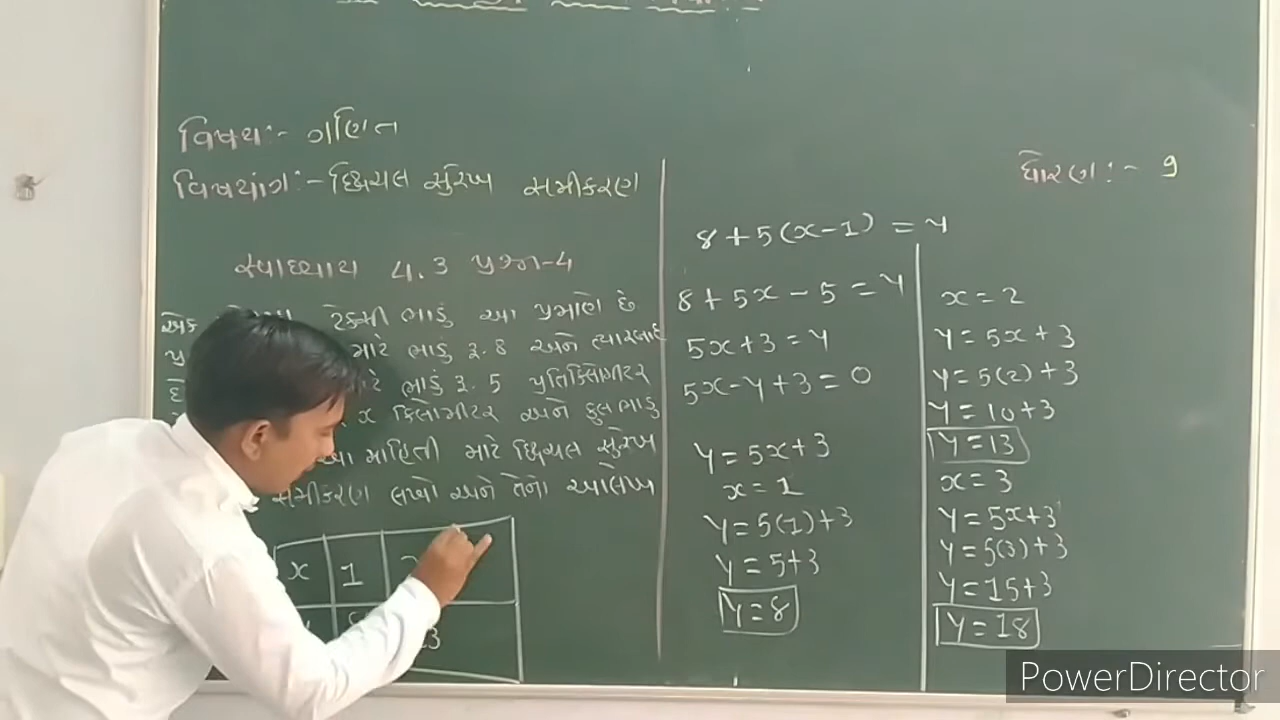 વિષય:- ગણિત
વિષયાંગ:- દ્વિચલ સુરેખ સમીકરણ
ધોરણ:- 9
સ્વાધ્યાય 4.3 પ્રશ્ન-4
એક ટેક્સી ભાડું આ પ્રમાણે છે
માટે ભાડું રૂ. 8 અને ત્યારબાદ
ભાડું રૂ. 5 પ્રતિકિલોમીટર
x કિલોમીટર અને કુલ ભાડું
આ માહિતી માટે દ્વિચલ સુરેખ
સમીકરણ લખો અને તેનો આલેખ
x 1
8+5(x-1) = y
8+5x-5=y
5x+3=y
5x-y+3=0
y=5x+3
x=1
y=5(1)+3
y=5+3
y=8
x=2
y=5x+3
y=5(2)+3
y=10+3
y=13
x=3
y=5x+3
y=5(3)+3
y=15+3
y=18
PowerDirector